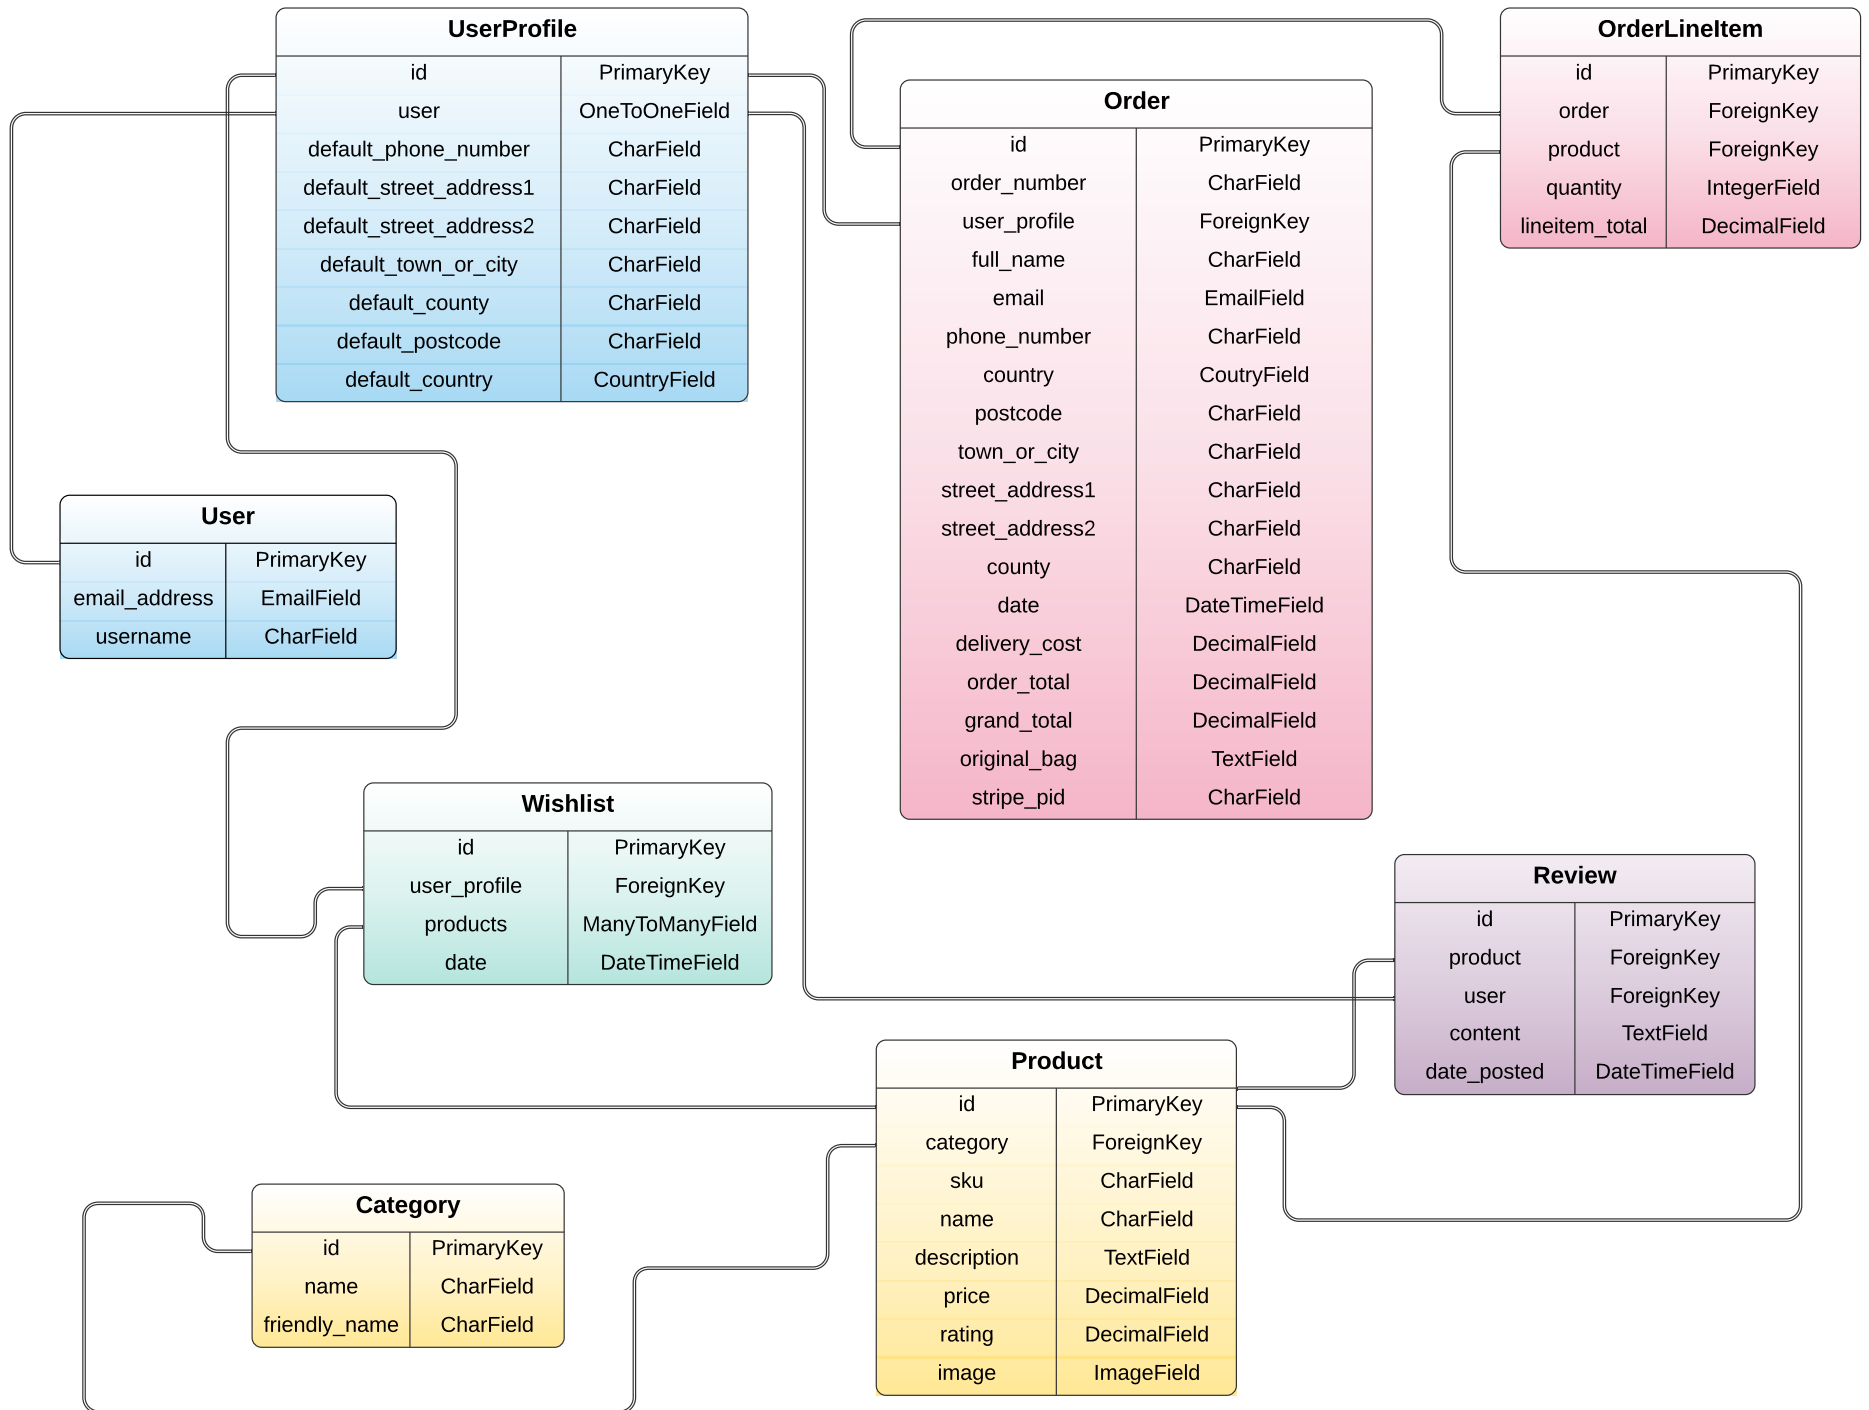 UserProfile
id PrimaryKey
user OneToOneField
default_phone_number CharField
default_street_address1 CharField
default_street_address2 CharField
default_town_or_city CharField
default_county CharField
default_postcode CharField
default_country CountryField
Order
id PrimaryKey
order_number CharField
user_profile ForeignKey
full_name CharField
email EmailField
phone_number CharField
country CoutryField
postcode CharField
town_or_city CharField
street_address1 CharField
street_address2 CharField
county CharField
date DateTimeField
delivery_cost DecimalField
order_total DecimalField
grand_total DecimalField
original_bag TextField
stripe_pid CharField
OrderLineItem
id PrimaryKey
order ForeignKey
product ForeignKey
quantity IntegerField
lineitem_total DecimalField
User
id PrimaryKey
email_address EmailField
username CharField
Wishlist
id PrimaryKey
user_profile ForeignKey
products ManyToManyField
date DateTimeField
Review
id PrimaryKey
product ForeignKey
user ForeignKey
content TextField
date_posted DateTimeField
Product
id PrimaryKey
category ForeignKey
sku CharField
name CharField
description TextField
price DecimalField
rating DecimalField
image ImageField
Category
id PrimaryKey
name CharField
friendly_name CharField